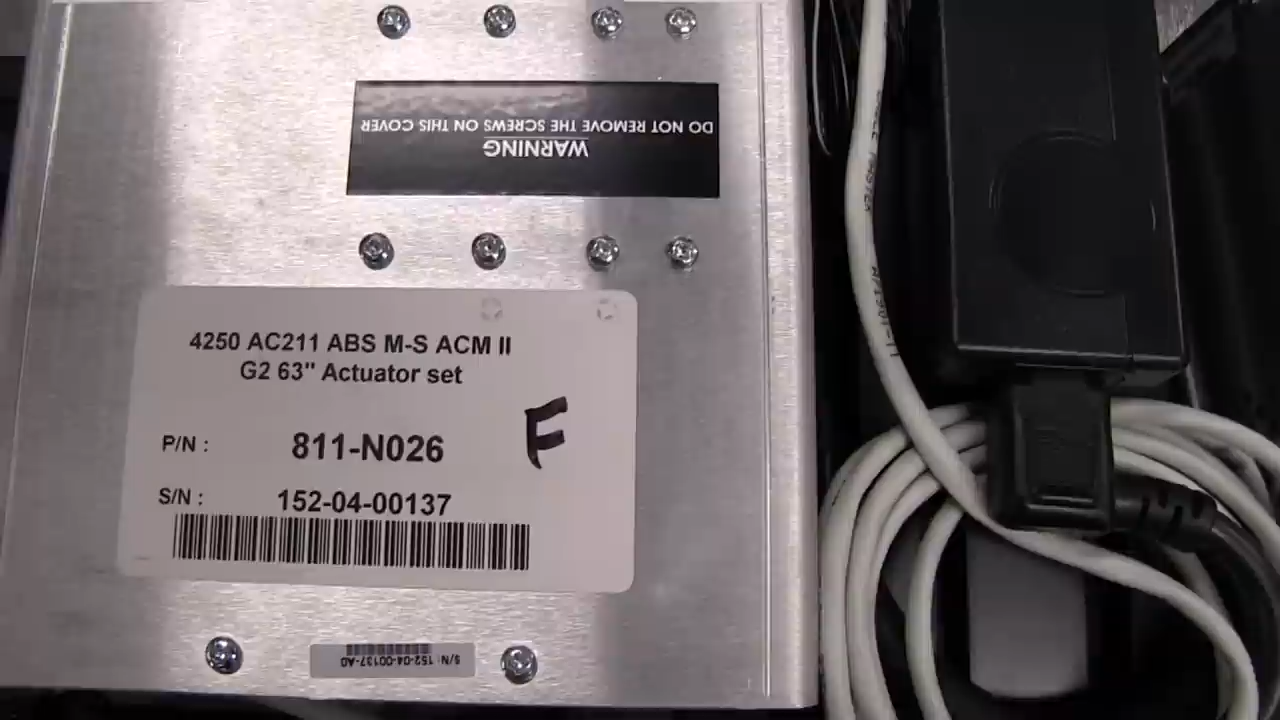 WARNING
DO NOT REMOVE THE SCREWS ON THIS COVER
4250 AC211 ABS M-S ACM II
G2 63" Actuator set
F
P/N : 811-N026
S/N : 152-04-00137
S/N: 152-04-00137-A0